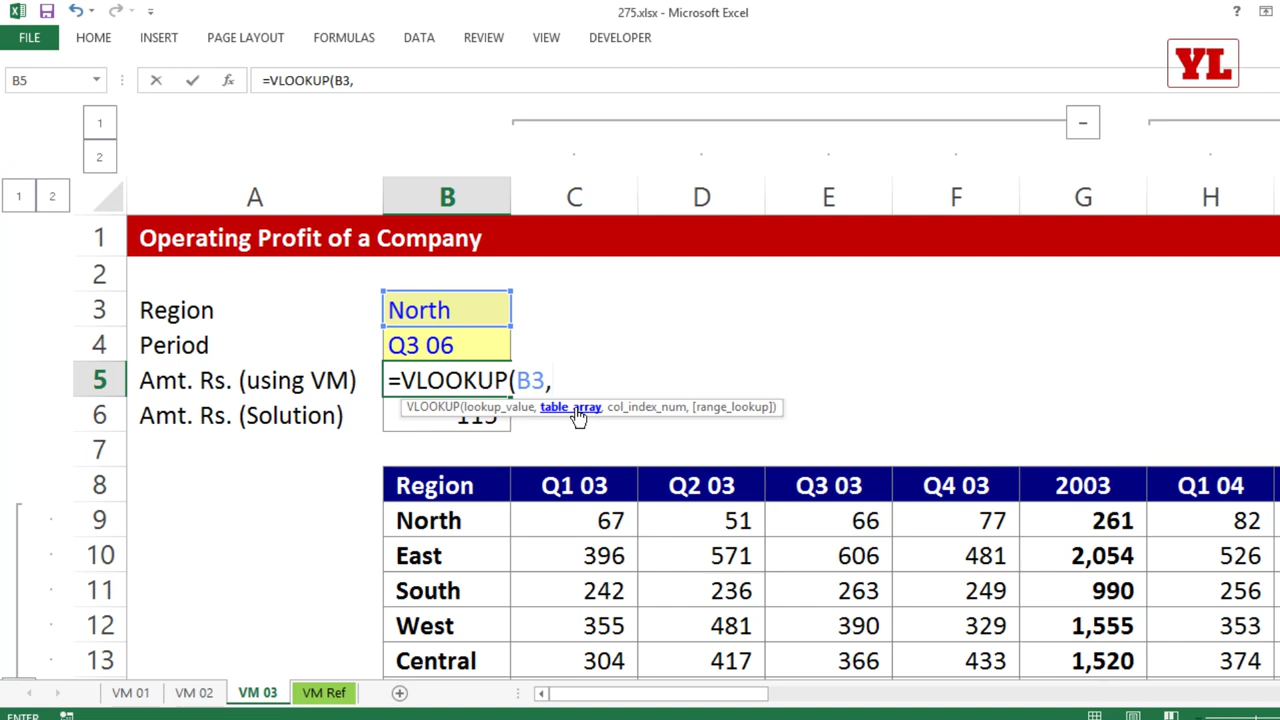 275.xlsx - Microsoft Excel
?
FILE HOME INSERT PAGE LAYOUT FORMULAS DATA REVIEW VIEW DEVELOPER
YL
B5 fx =VLOOKUP(B3,
1
2
1 2 A B C D E F G H
1 Operating Profit of a Company
2
3 Region North
4 Period Q3 06
5 Amt. Rs. (using VM) =VLOOKUP(B3,
VLOOKUP(lookup_value, table_array, col_index_num, [range_lookup])
6 Amt. Rs. (Solution) 115
7
8 Region Q1 03 Q2 03 Q3 03 Q4 03 2003 Q1 04
9 North 67 51 66 77 261 82
10 East 396 571 606 481 2,054 526
11 South 242 236 263 249 990 256
12 West 355 481 390 329 1,555 353
13 Central 304 417 366 433 1,520 374
VM 01 VM 02 VM 03 VM Ref
ENTER